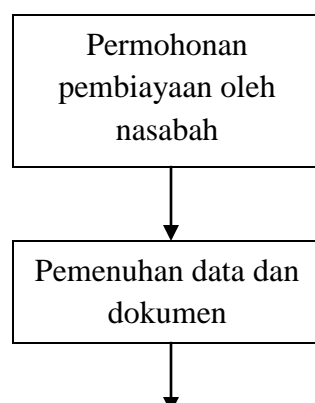 Permohonan
pembiayaan oleh
nasabah
Pemenuhan data dan
dokumen